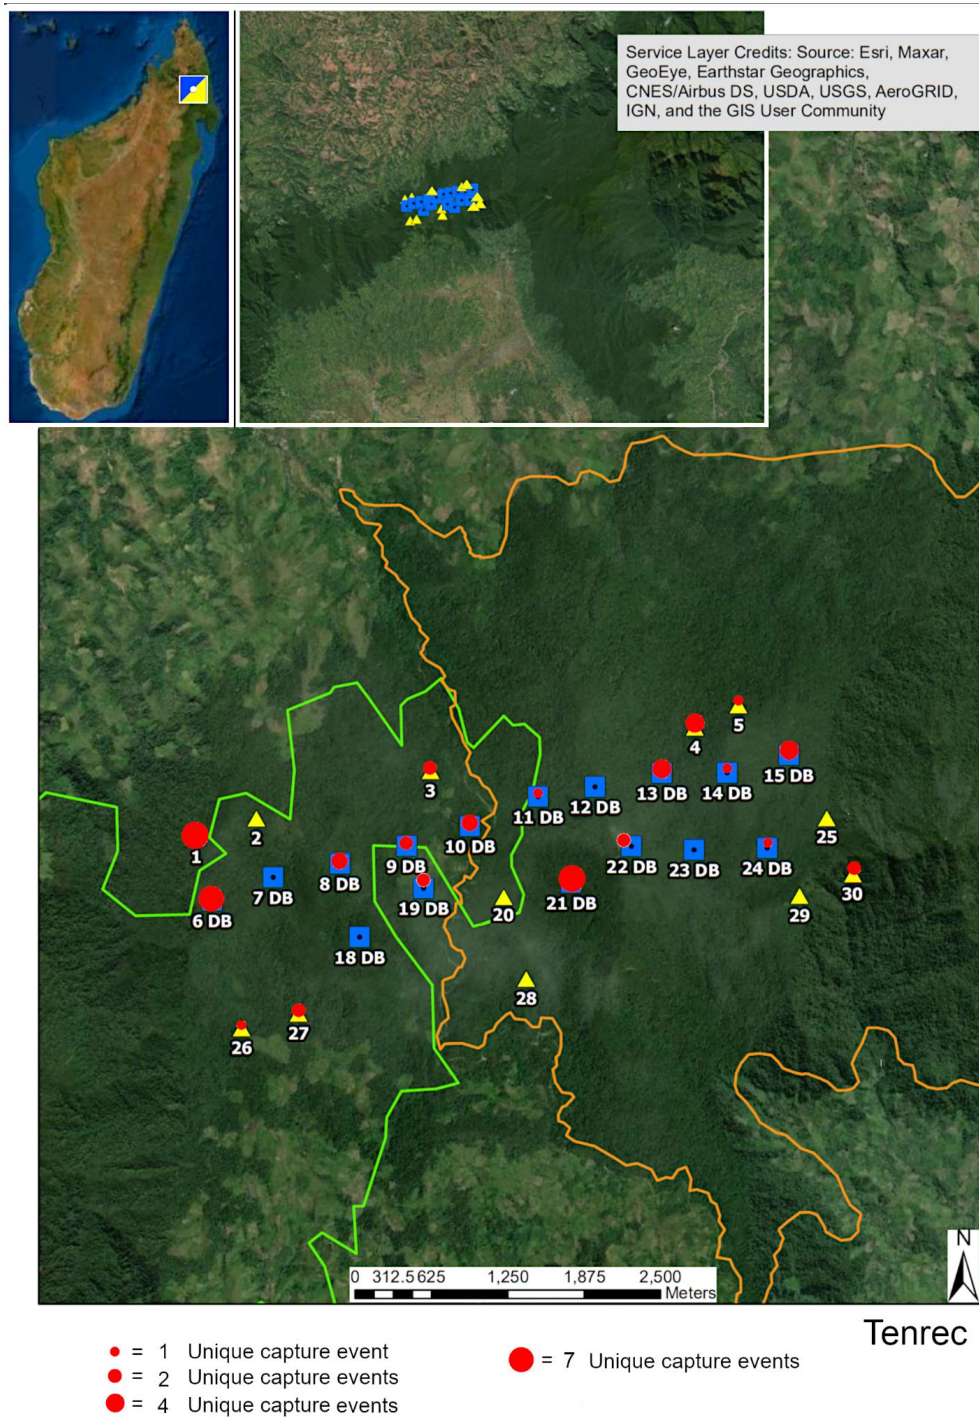 Service Layer Credits: Source: Esri, Maxar,
GeoEye, Earthstar Geographics,
CNES/Airbus DS, USDA, USGS, AeroGRID,
IGN, and the GIS User Community
5
4
15 DB
14 DB
13 DB
3
12 DB
11 DB
25
2
10 DB
1
9 DB
22 DB
23 DB
24 DB
8 DB
7 DB
30
21 DB
19 DB
29
20
6 DB
18 DB
28
27
26
N
0 312.5 625 1,250 1,875 2,500
Meters
Tenrec
= 1 Unique capture event
= 2 Unique capture events
= 4 Unique capture events
= 7 Unique capture events